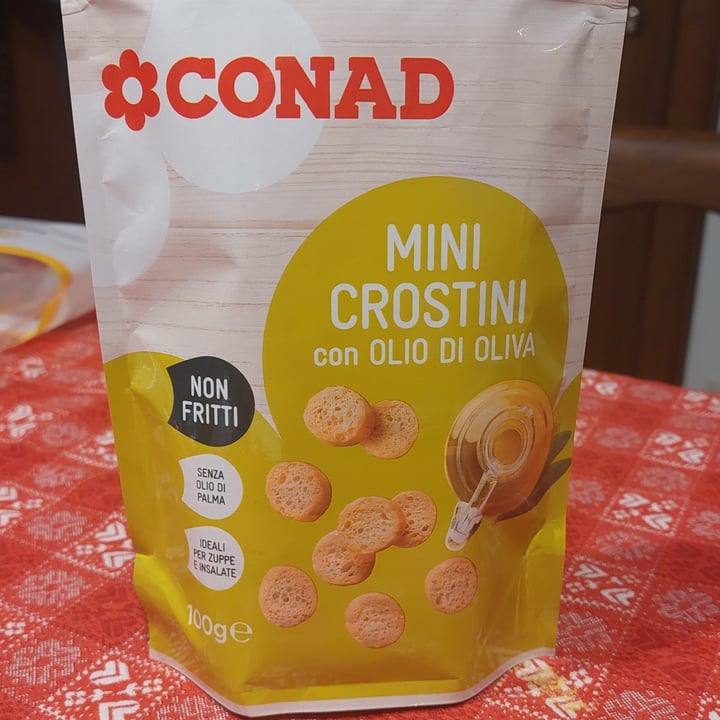 CONAD
MINI
CROSTINI
con OLIO DI OLIVA
NON
FRITTI
SENZA
OLIO DI
PALMA
IDEALI
PER ZUPPE
E INSALATE
100g℮